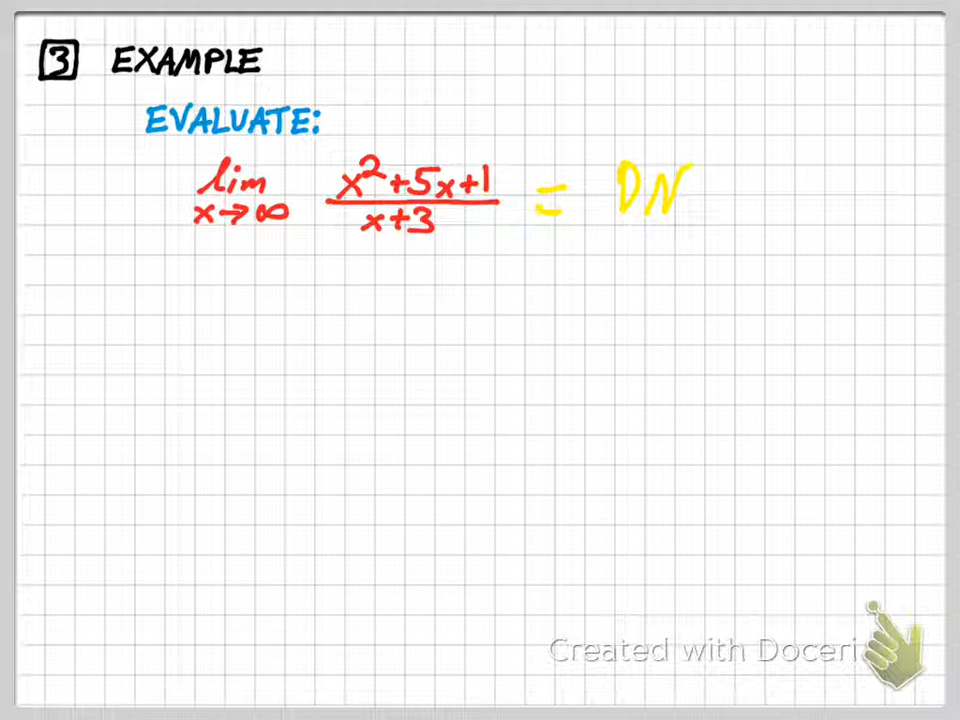 3 EXAMPLE
EVALUATE:
lim x→∞ (x²+5x+1)/(x+3) = DN
Created with Doceri